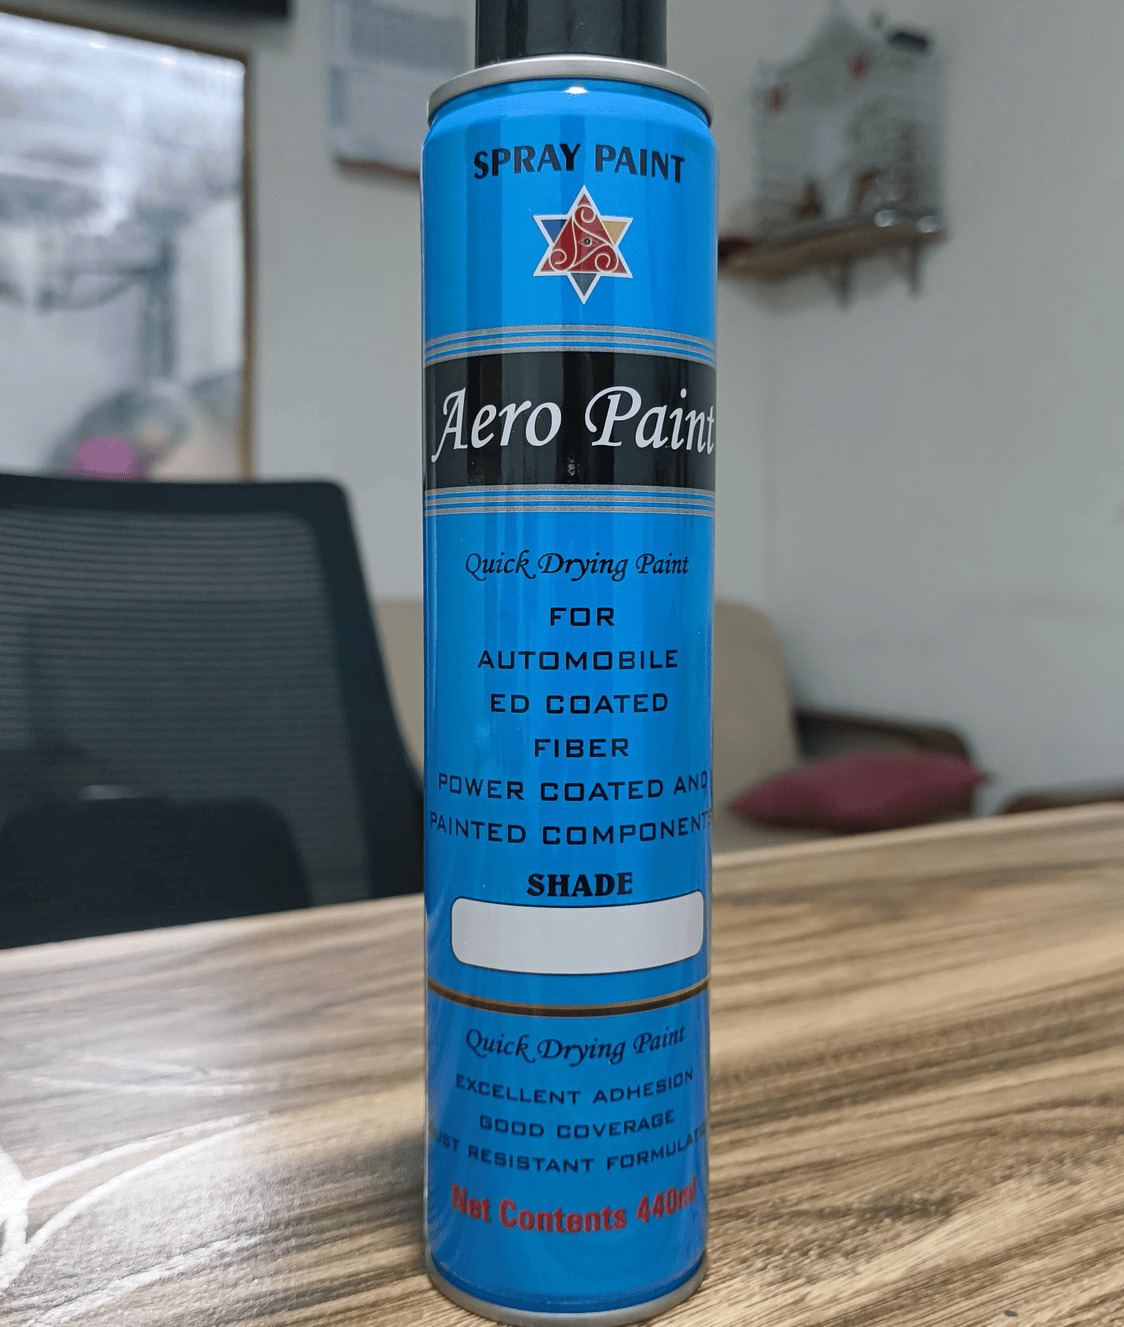 SPRAY PAINT
Aero Paint
Quick Drying Paint
FOR
AUTOMOBILE
ED COATED
FIBER
POWER COATED AND
PAINTED COMPONENTS
SHADE
Quick Drying Paint
EXCELLENT ADHESION
GOOD COVERAGE
RESISTANT
Net Contents 440ml